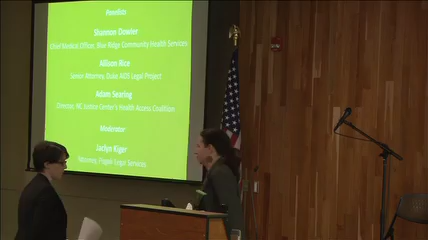 Panelists
Shannon Dowler
Chief Medical Officer, Blue Ridge Community Health Services
Allison Rice
Senior Attorney, Duke AIDS Legal Project
Adam Searing
Director, NC Justice Center's Health Access Coalition
Moderator
Jaclyn Kiger
Attorney, Pisgah Legal Services